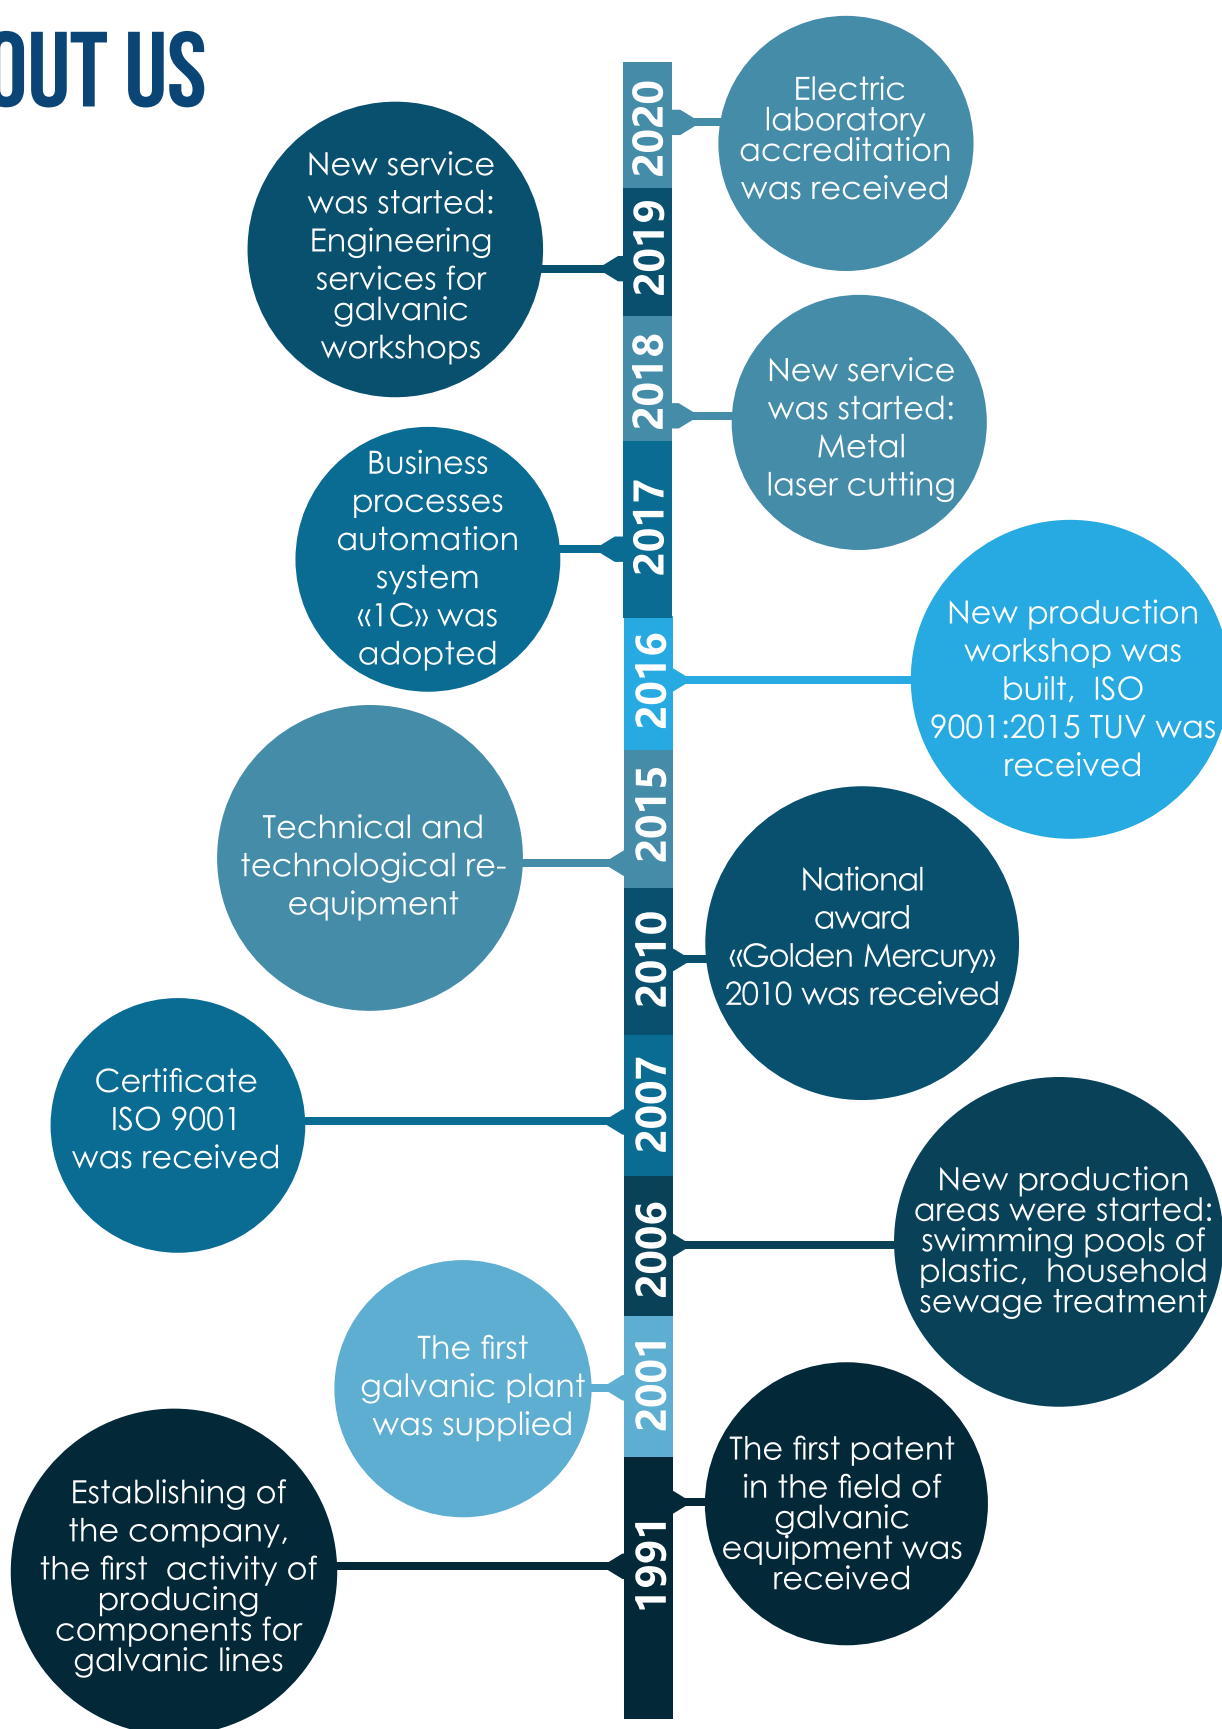 OUT US
2020
Electric
laboratory
accreditation
was received
New service
was started:
Engineering
services for
galvanic
workshops
2019
2018
New service
was started:
Metal
laser cutting
Business
processes
automation
system
«1C» was
adopted
2017
2016
New production
workshop was
built, ISO
9001:2015 TUV was
received
Technical and
technological re-
equipment
2015
2010
National
award
«Golden Mercury»
2010 was received
Certificate
ISO 9001
was received
2007
2006
New production
areas were started:
swimming pools of
plastic, household
sewage treatment
The first
galvanic plant
was supplied
2001
1991
The first patent
in the field of
galvanic
equipment was
received
Establishing of
the company,
the first activity of
producing
components for
galvanic lines